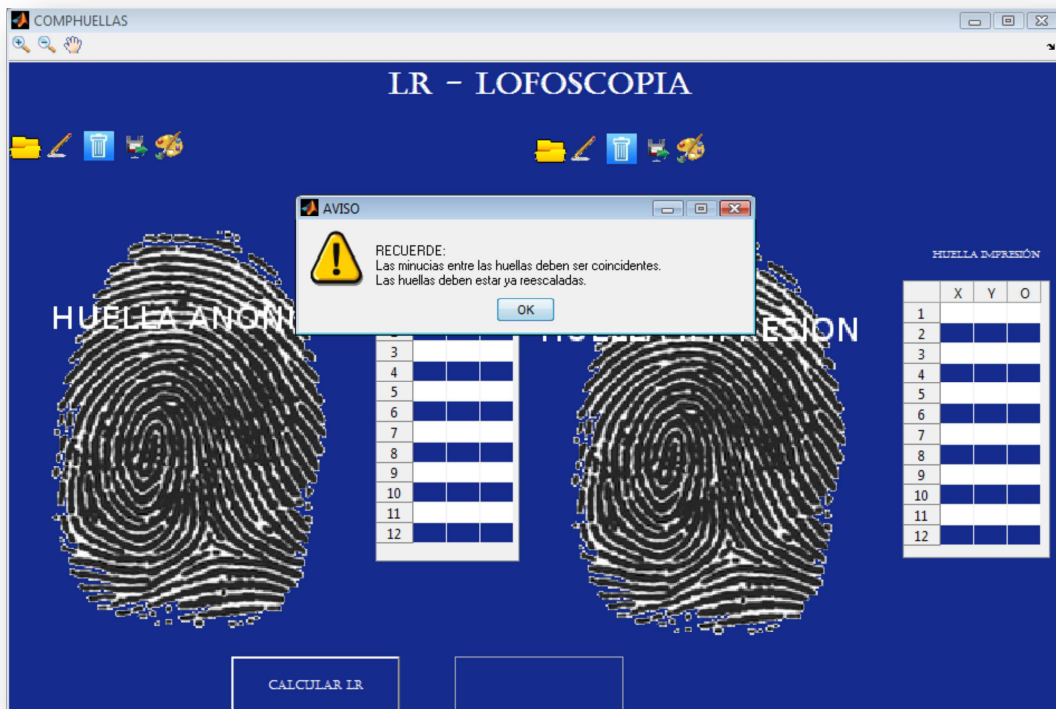 COMPHUELLAS
LR - LOFOSCOPIA
AVISO
RECUERDE:
Las minucias entre las huellas deben ser coincidentes.
Las huellas deben estar ya reescaladas.
OK
HUELLA
HUELLA IMPRESIÓN
X Y O
1
2
3
4
5
6
7
8
9
10
11
12
3
4
5
6
7
8
9
10
11
12
CALCULAR LR